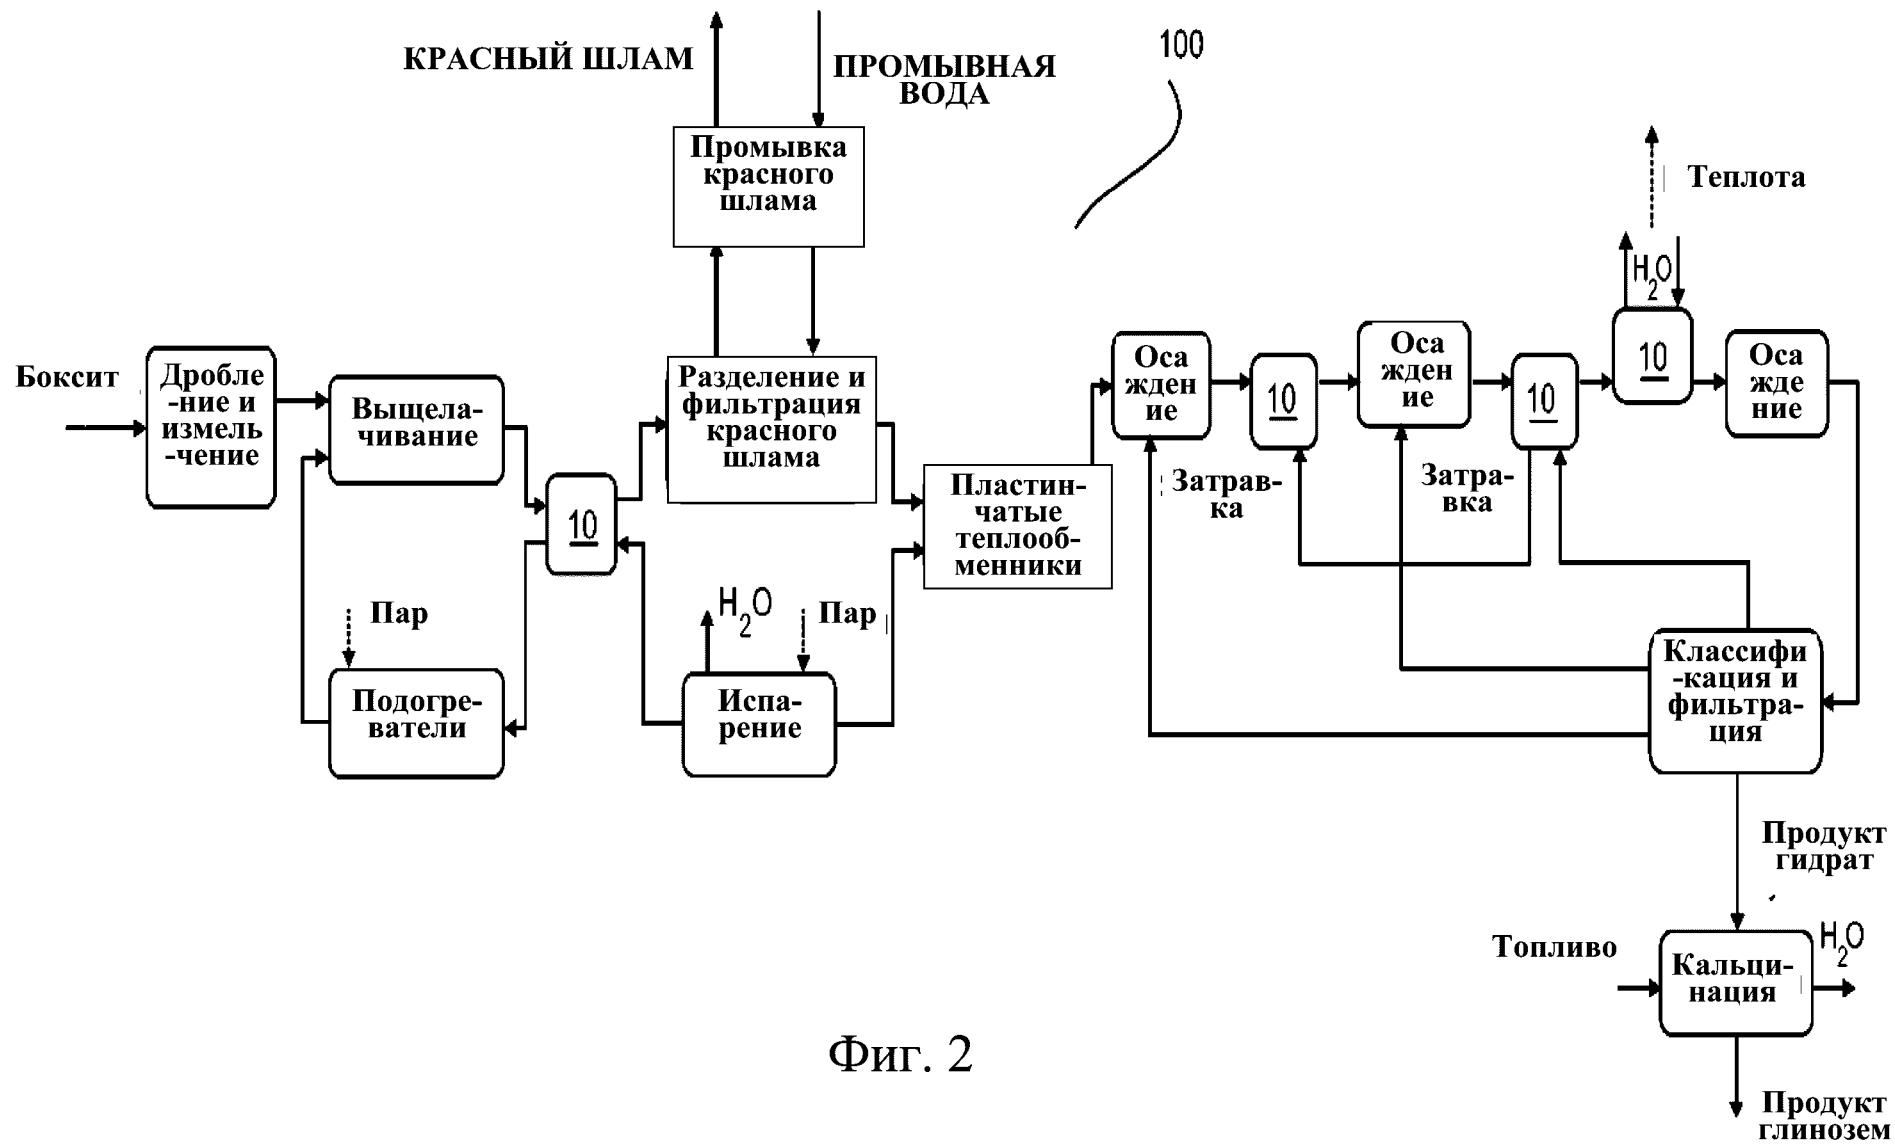 КРАСНЫЙ ШЛАМ
ПРОМЫВНАЯ
ВОДА
100
Промывка
красного
шлама
Теплота
H2O
Боксит
Дробле
-ние и
измель
-чение
Выщела-
чивание
10
Разделение и
фильтрация
красного
шлама
Пластин-
чатые
теплооб-
менники
Оса
жден
ие
10
Оса
жден
ие
10
10
Оса
жде
ние
Затрав-
ка
Затра-
вка
Пар
Подогре-
ватели
H2O
Пар
Испа-
рение
Классифи
-кация и
фильтра-
ция
Продукт
гидрат
Топливо
Кальци-
нация
H2O
Продукт
глинозем
Фиг. 2